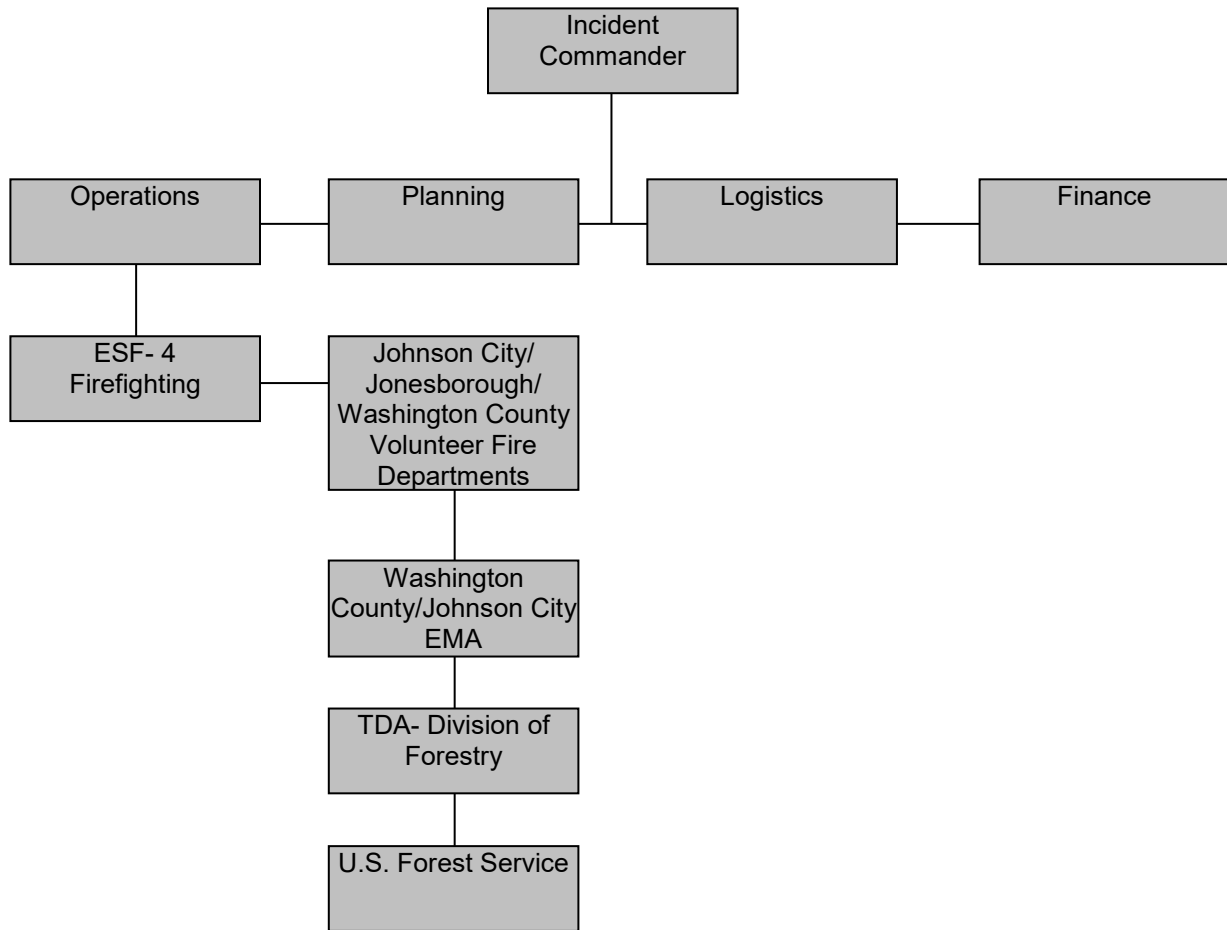 Incident
Commander
Operations
Planning
Logistics
Finance
ESF- 4
Firefighting
Johnson City/
Jonesborough/
Washington County
Volunteer Fire
Departments
Washington
County/Johnson City
EMA
TDA- Division of
Forestry
U.S. Forest Service